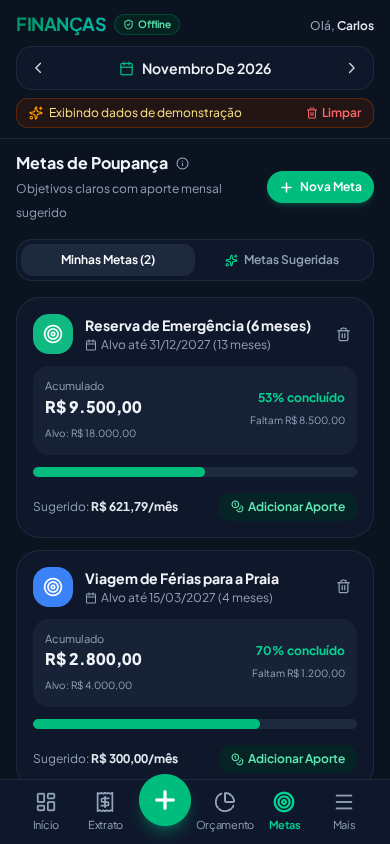 FINANÇAS Offline Olá, Carlos
Novembro De 2026
Exibindo dados de demonstração Limpar
Metas de Poupança
Objetivos claros com aporte mensal
sugerido
Nova Meta
Minhas Metas (2) Metas Sugeridas
Reserva de Emergência (6 meses)
Alvo até 31/12/2027 (13 meses)
Acumulado
R$ 9.500,00
Alvo: R$ 18.000,00
53% concluído
Faltam R$ 8.500,00
Sugerido: R$ 621,79/mês Adicionar Aporte
Viagem de Férias para a Praia
Alvo até 15/03/2027 (4 meses)
Acumulado
R$ 2.800,00
Alvo: R$ 4.000,00
70% concluído
Faltam R$ 1.200,00
Sugerido: R$ 300,00/mês Adicionar Aporte
Início Extrato Orçamento Metas Mais